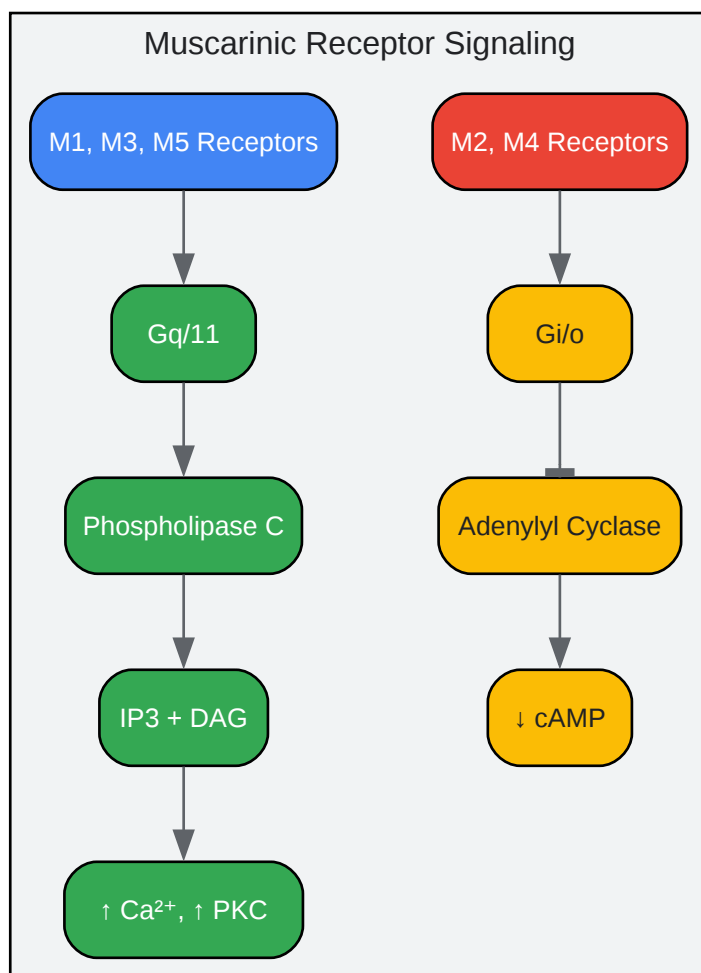 Muscarinic Receptor Signaling
M1, M3, M5 Receptors
Gq/11
Phospholipase C
IP3 + DAG
↑ Ca²⁺, ↑ PKC
M2, M4 Receptors
Gi/o
Adenylyl Cyclase
↓ cAMP